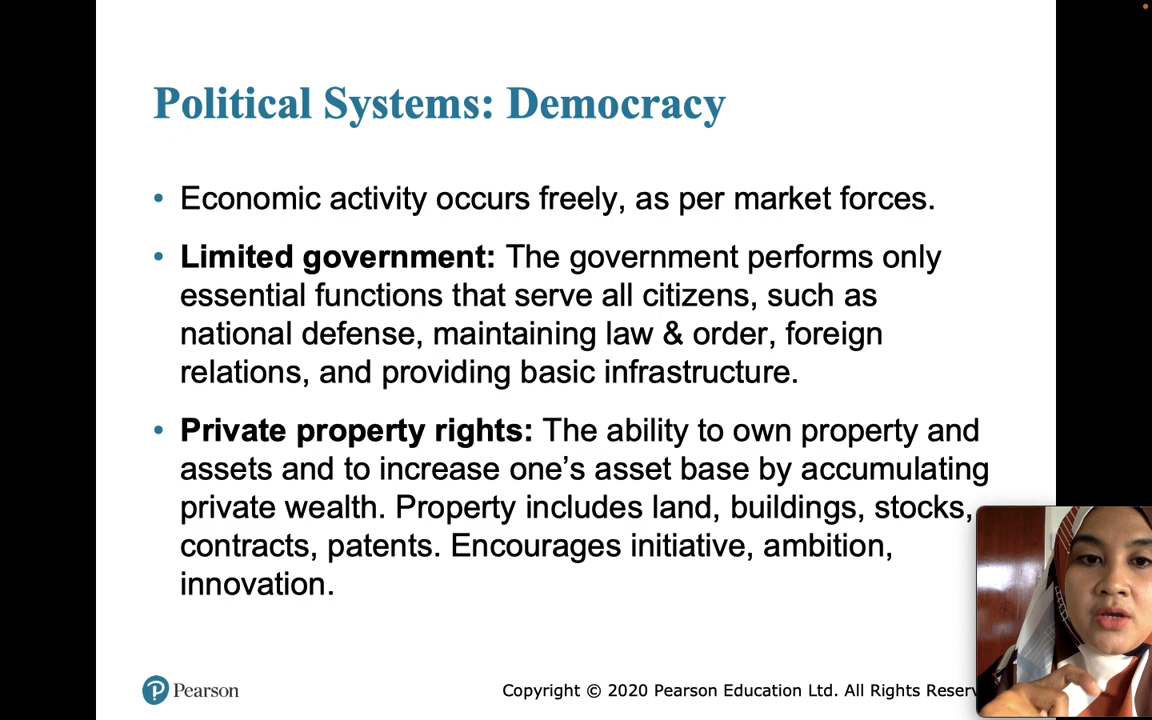 Political Systems: Democracy
• Economic activity occurs freely, as per market forces.
• Limited government: The government performs only
essential functions that serve all citizens, such as
national defense, maintaining law & order, foreign
relations, and providing basic infrastructure.
• Private property rights: The ability to own property and
assets and to increase one’s asset base by accumulating
private wealth. Property includes land, buildings, stocks,
contracts, patents. Encourages initiative, ambition,
innovation.
P Pearson
Copyright © 2020 Pearson Education Ltd. All Rights Reserv